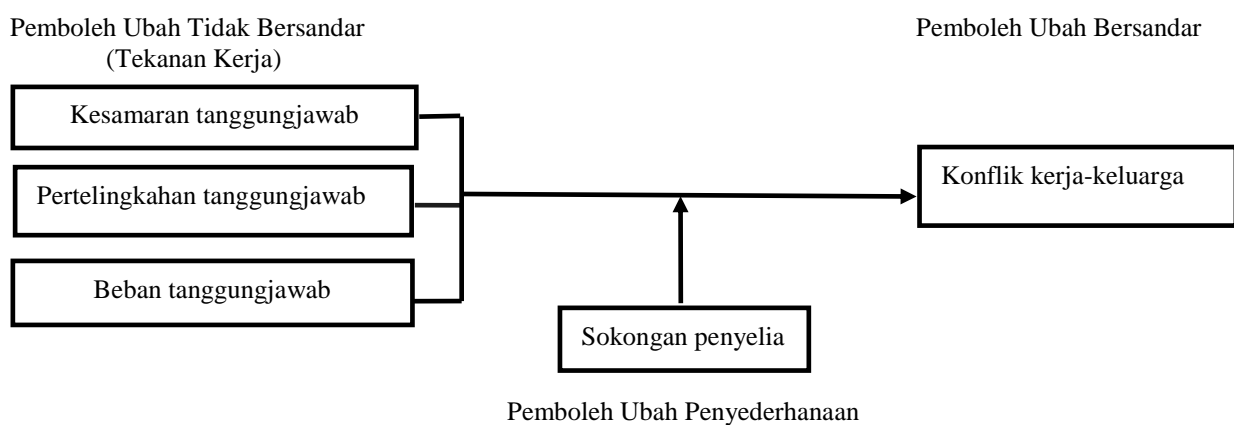 Pemboleh Ubah Tidak Bersandar
(Tekanan Kerja)
Pemboleh Ubah Bersandar
Kesamaran tanggungjawab
Pertelingkahan tanggungjawab
Beban tanggungjawab
Konflik kerja-keluarga
Sokongan penyelia
Pemboleh Ubah Penyederhanaan